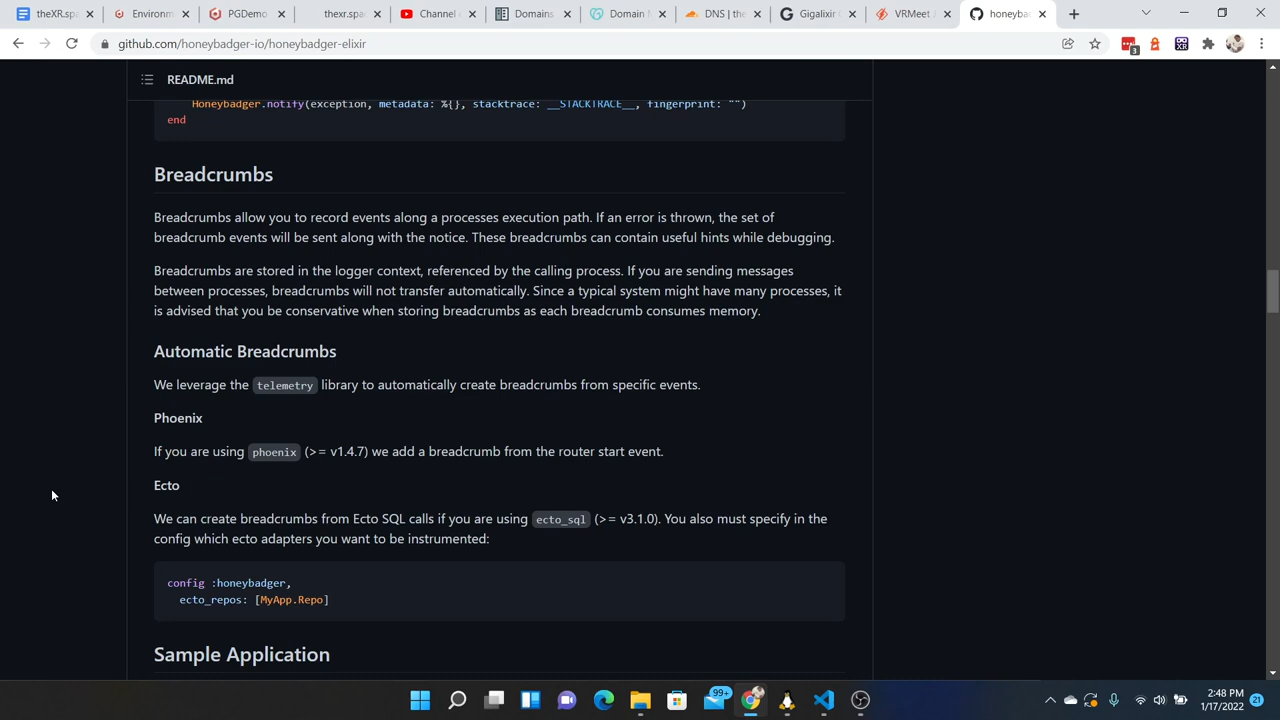 theXR.spa
Environm
PGDemo
thexr.spac
Channel
Domains
Domain N
DNS | the
Gigalixir
VRMeet
honeybad
github.com/honeybadger-io/honeybadger-elixir
3
README.md
Honeybadger.notify(exception, metadata: %{}, stacktrace: __STACKTRACE__, fingerprint: "")
end
Breadcrumbs
Breadcrumbs allow you to record events along a processes execution path. If an error is thrown, the set of
breadcrumb events will be sent along with the notice. These breadcrumbs can contain useful hints while debugging.
Breadcrumbs are stored in the logger context, referenced by the calling process. If you are sending messages
between processes, breadcrumbs will not transfer automatically. Since a typical system might have many processes, it
is advised that you be conservative when storing breadcrumbs as each breadcrumb consumes memory.
Automatic Breadcrumbs
We leverage the telemetry library to automatically create breadcrumbs from specific events.
Phoenix
If you are using phoenix (>= v1.4.7) we add a breadcrumb from the router start event.
Ecto
We can create breadcrumbs from Ecto SQL calls if you are using ecto_sql (>= v3.1.0). You also must specify in the
config which ecto adapters you want to be instrumented:
config :honeybadger,
ecto_repos: [MyApp.Repo]
Sample Application
99+
2:48 PM
1/17/2022
21